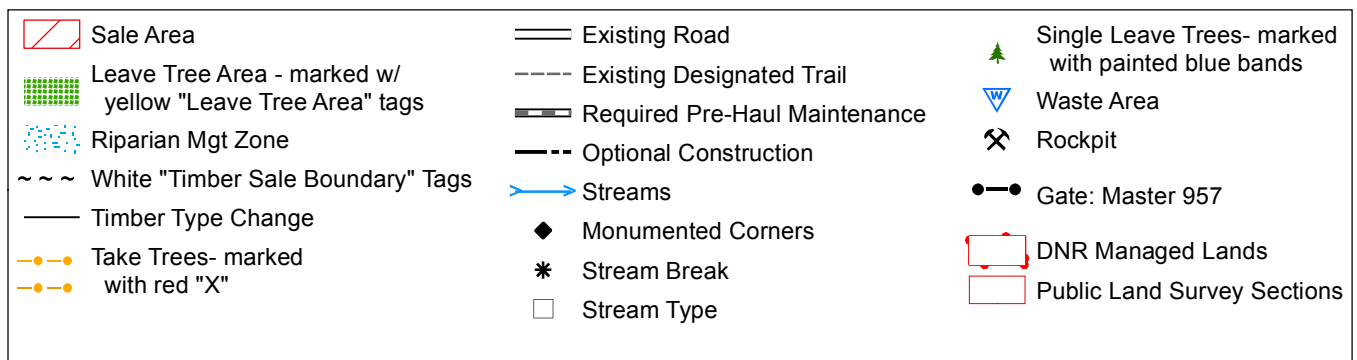 Sale Area
Leave Tree Area - marked w/
yellow "Leave Tree Area" tags
Riparian Mgt Zone
White "Timber Sale Boundary" Tags
Timber Type Change
Take Trees- marked
with red "X"
Existing Road
Existing Designated Trail
Required Pre-Haul Maintenance
Optional Construction
Streams
Monumented Corners
Stream Break
Stream Type
Single Leave Trees- marked
with painted blue bands
W Waste Area
Rockpit
Gate: Master 957
DNR Managed Lands
Public Land Survey Sections